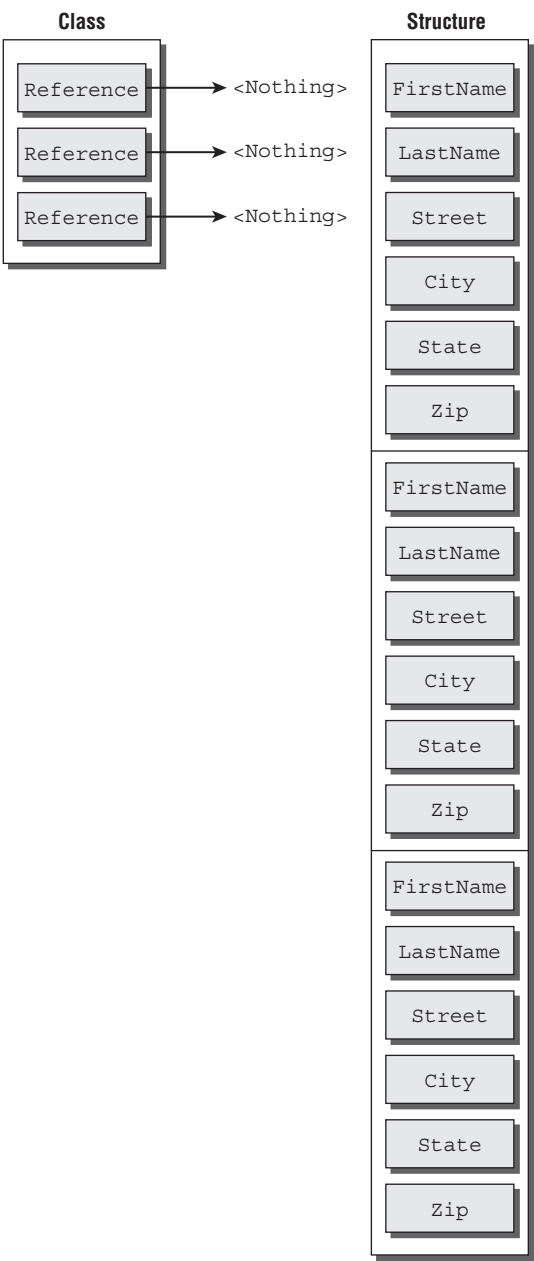 Class
Reference <Nothing>
Reference <Nothing>
Reference <Nothing>
Structure
FirstName
LastName
Street
City
State
Zip
FirstName
LastName
Street
City
State
Zip
FirstName
LastName
Street
City
State
Zip